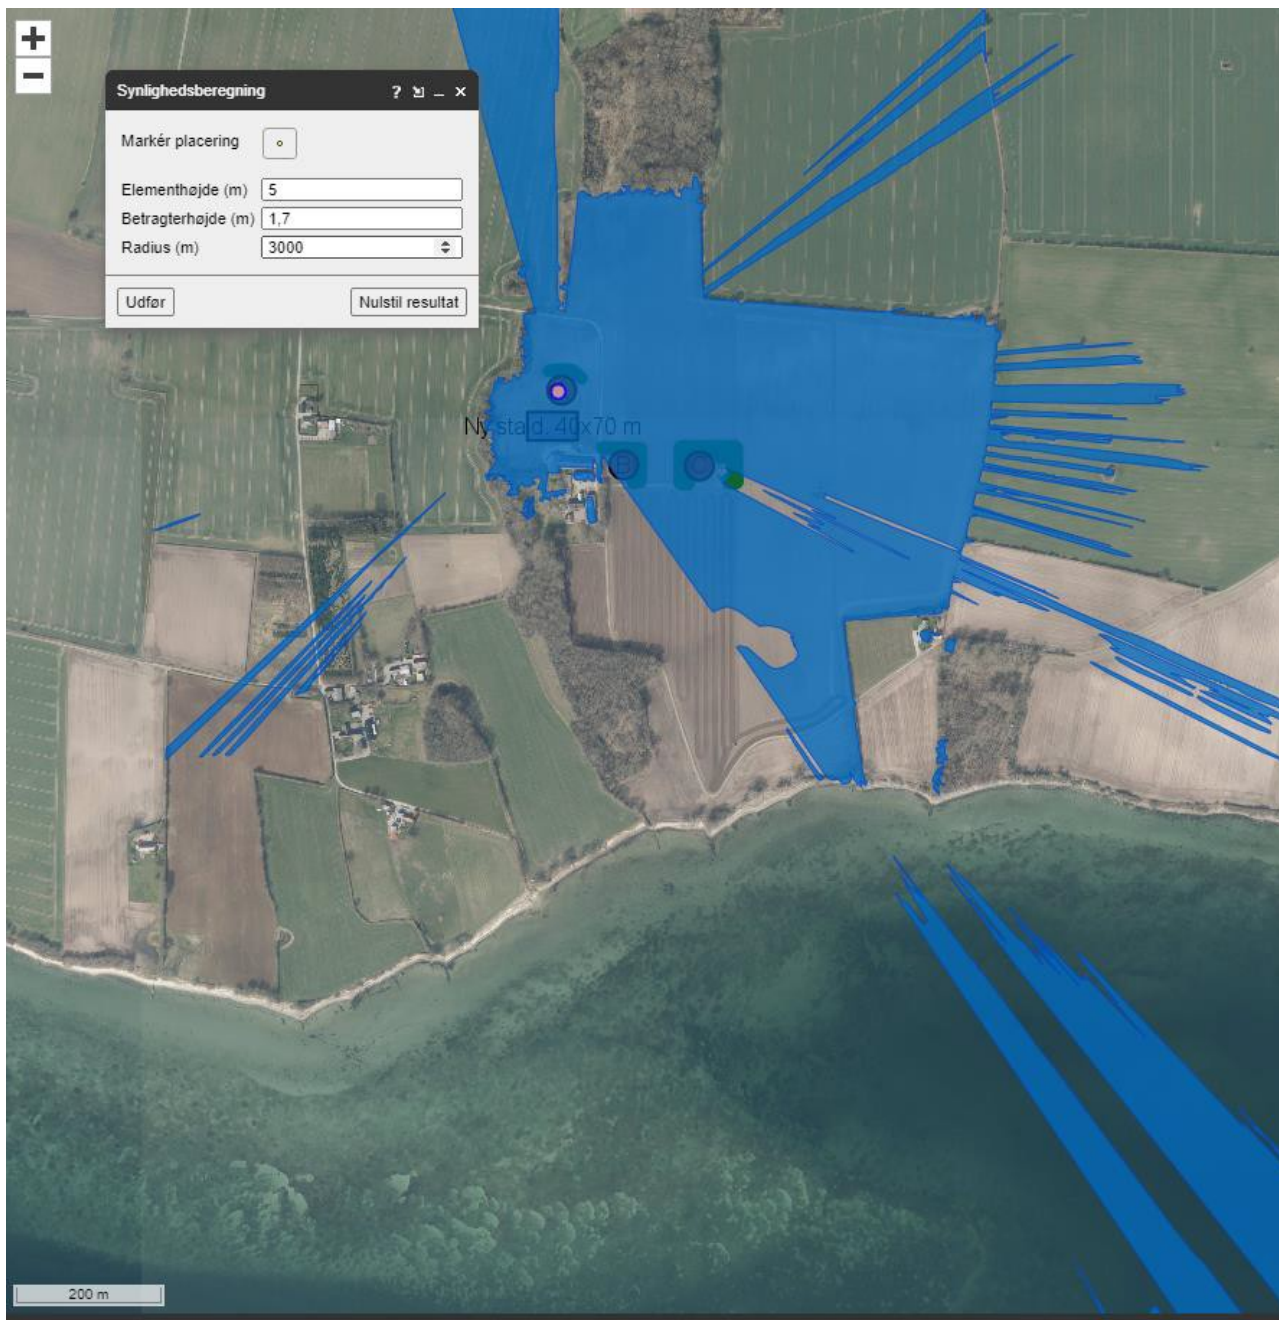 +
−
Synlighedsberegning ? _ ×
Markér placering
Elementhøjde (m) 5
Betragterhøjde (m) 1,7
Radius (m) 3000
Udfør Nulstil resultat
Ny stald. 40x70 m
B C
200 m